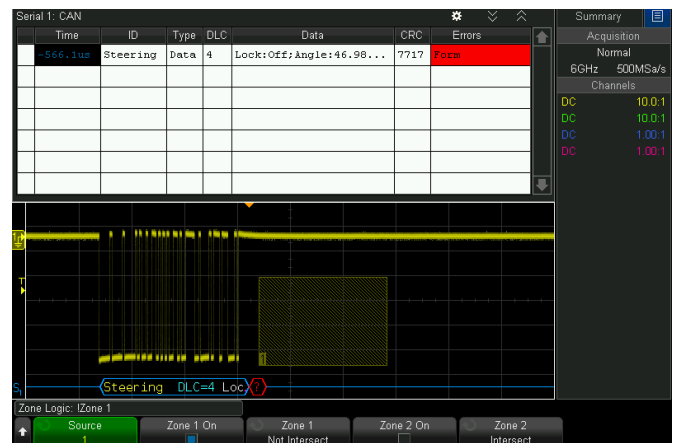 Serial 1: CAN
Time ID Type DLC Data CRC Errors
-566.1us Steering Data 4 Lock:Off;Angle:46.98... 7717 Form
Summary
Acquisition
Normal
6GHz 500MSa/s
Channels
DC 10.0:1
DC 10.0:1
DC 1.00:1
DC 1.00:1
T
1
S1 Steering DLC=4 Loc ?
Zone Logic: !Zone 1
Source Zone 1 On Zone 1 Zone 2 On Zone 2
1 Not Intersect Intersect